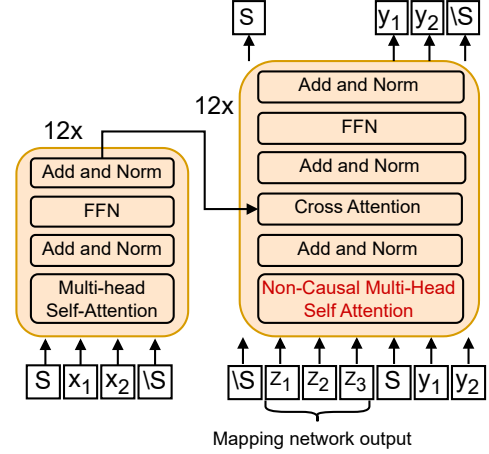 S y1 y2 \S
12x
Add and Norm
FFN
Add and Norm
Cross Attention
Add and Norm
Non-Causal Multi-Head
Self Attention
\S z1 z2 z3 S y1 y2
Mapping network output
12x
Add and Norm
FFN
Add and Norm
Multi-head
Self-Attention
S x1 x2 \S